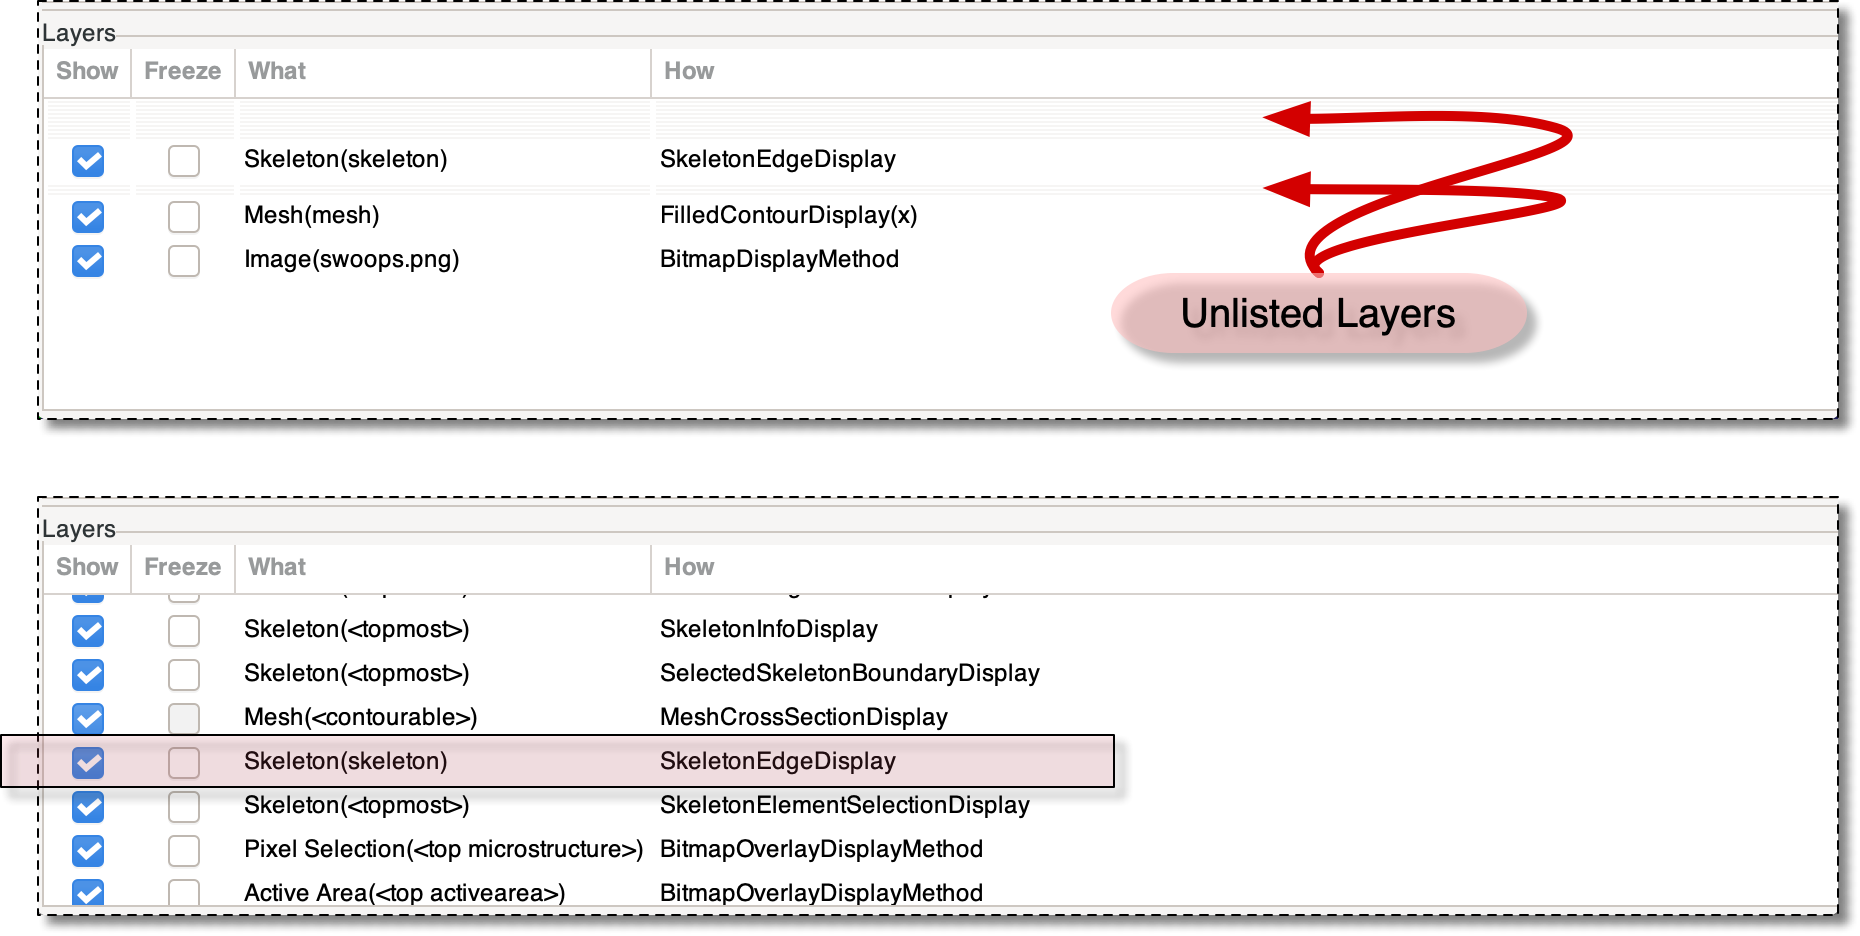 Layers
Show Freeze What How
Skeleton(skeleton) SkeletonEdgeDisplay
Mesh(mesh) FilledContourDisplay(x)
Image(swoops.png) BitmapDisplayMethod
Unlisted Layers
Layers
Show Freeze What How
Skeleton(<topmost>) SkeletonInfoDisplay
Skeleton(<topmost>) SelectedSkeletonBoundaryDisplay
Mesh(<contourable>) MeshCrossSectionDisplay
Skeleton(skeleton) SkeletonEdgeDisplay
Skeleton(<topmost>) SkeletonElementSelectionDisplay
Pixel Selection(<top microstructure>) BitmapOverlayDisplayMethod
Active Area(<top activearea>) BitmapOverlayDisplayMethod